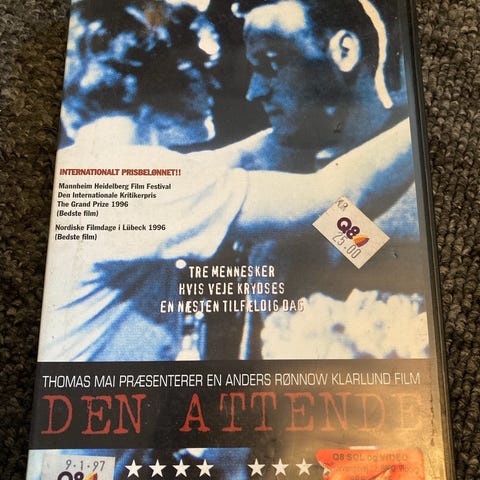 INTERNATIONALT PRISBELØNNET!!
Mannheim Heidelberg Film Festival
Den Internationale Kritikerpris
The Grand Prize 1996
(Bedste film)
Nordiske Filmdage i Lübeck 1996
(Bedste film)
KR.
Q8
25.00
TRE MENNESKER
HVIS VEJE KRYDSES
EN NÆSTEN TILFÆLDIG DAG
THOMAS MAI PRÆSENTERER EN ANDERS RØNNOW KLARLUND FILM
DEN ATTENDE
9-1-97
Q8
Q8 SOL og VIDEO